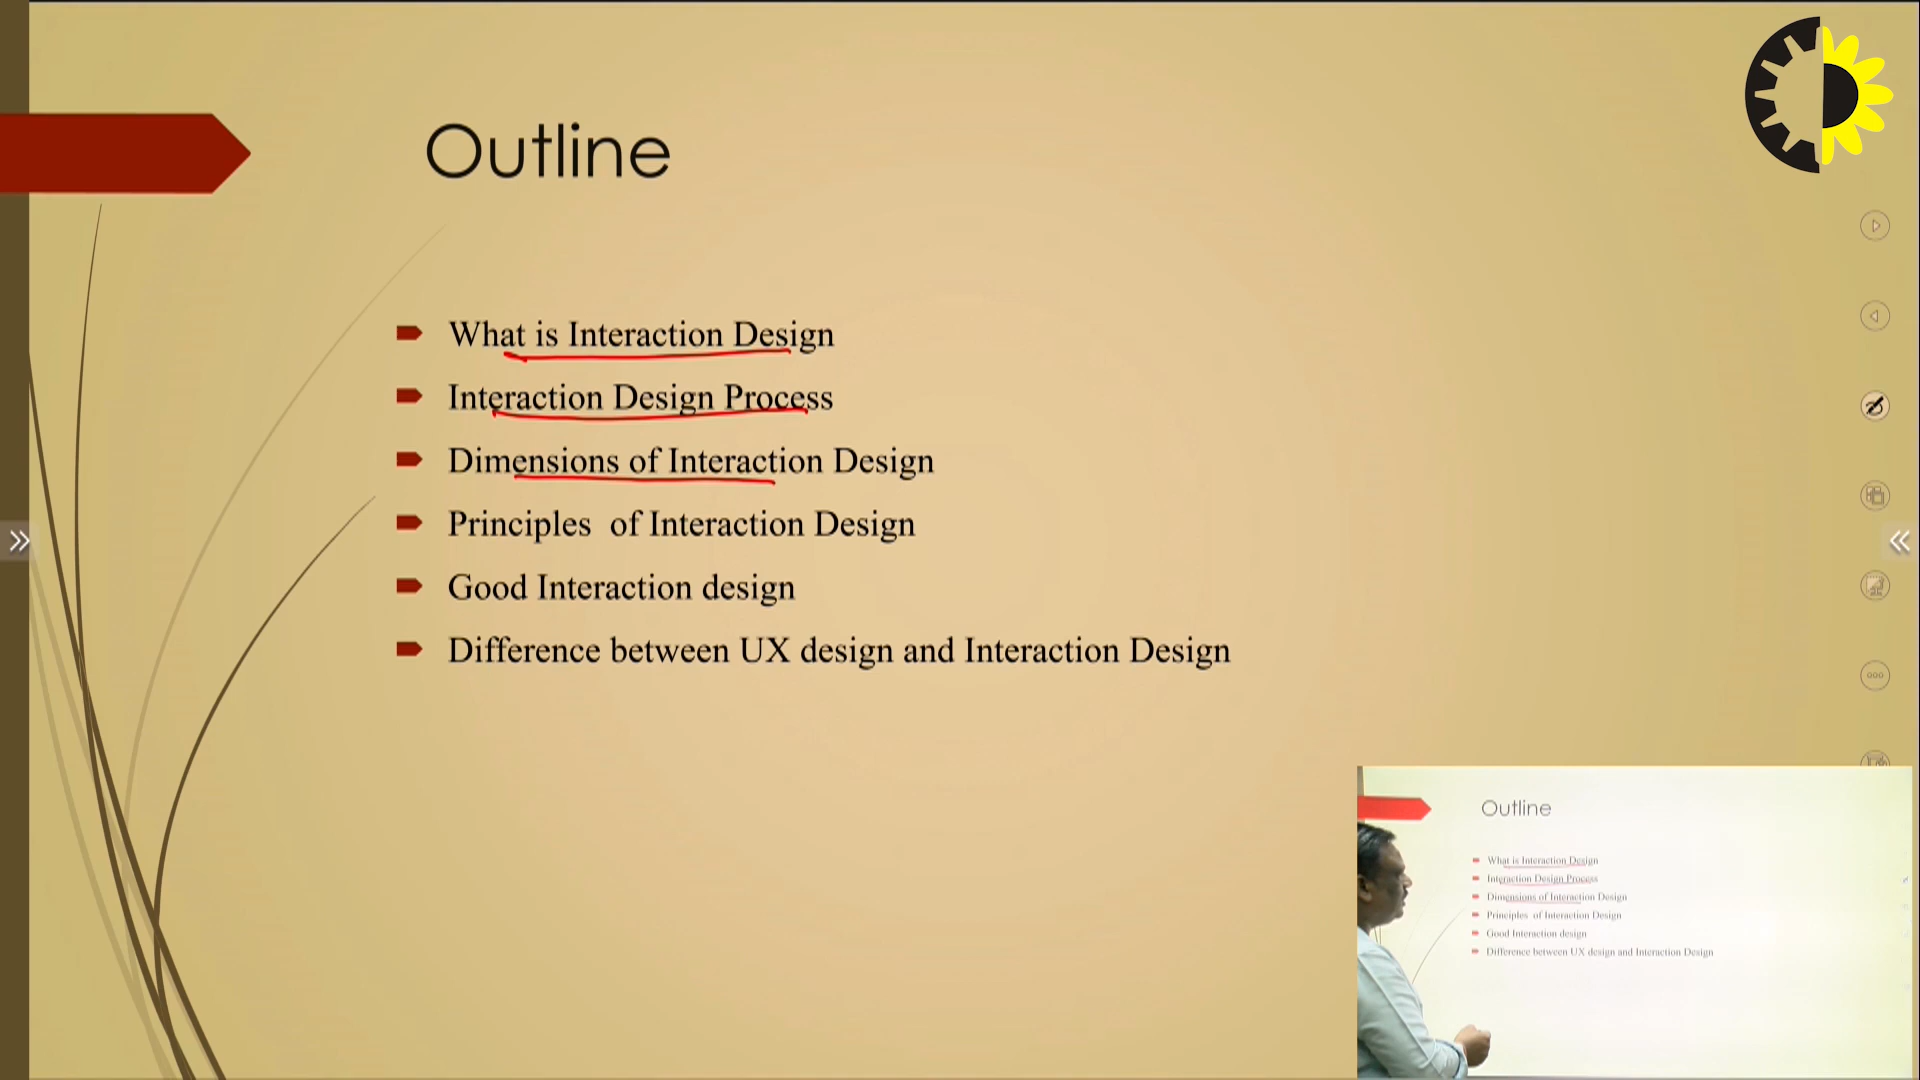 Outline
What is Interaction Design
Interaction Design Process
Dimensions of Interaction Design
Principles of Interaction Design
Good Interaction design
Difference between UX design and Interaction Design
Outline
What is Interaction Design
Interaction Design Process
Dimensions of Interaction Design
Principles of Interaction Design
Good Interaction design
Difference between UX design and Interaction Design